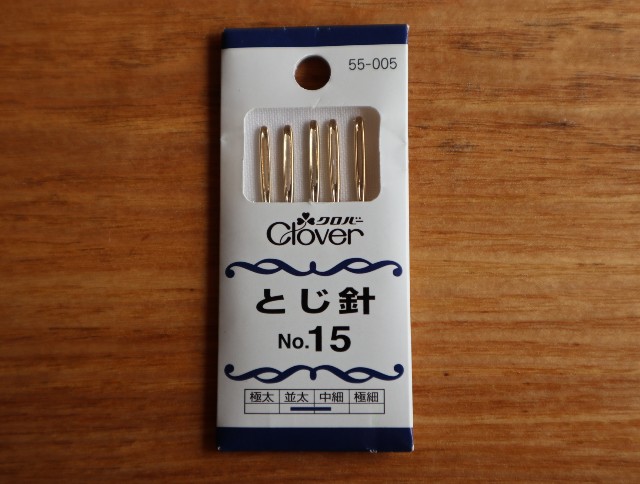 55-005
クロバー
Clover
とじ針
No.15
極太 並太 中細 極細